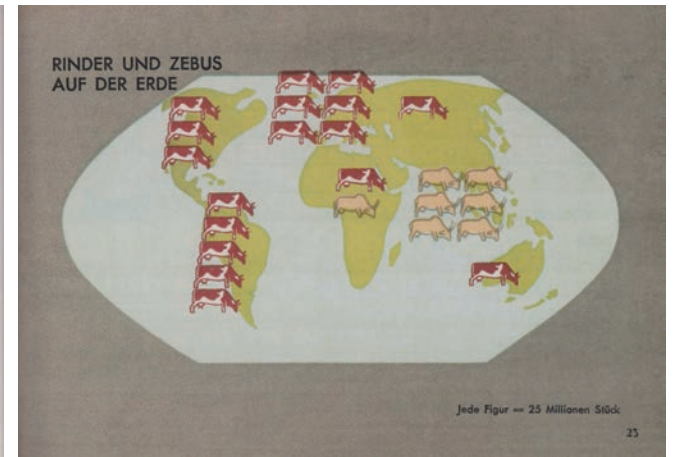 RINDER UND ZEBUS
AUF DER ERDE
Jede Figur = 25 Millionen Stück
23